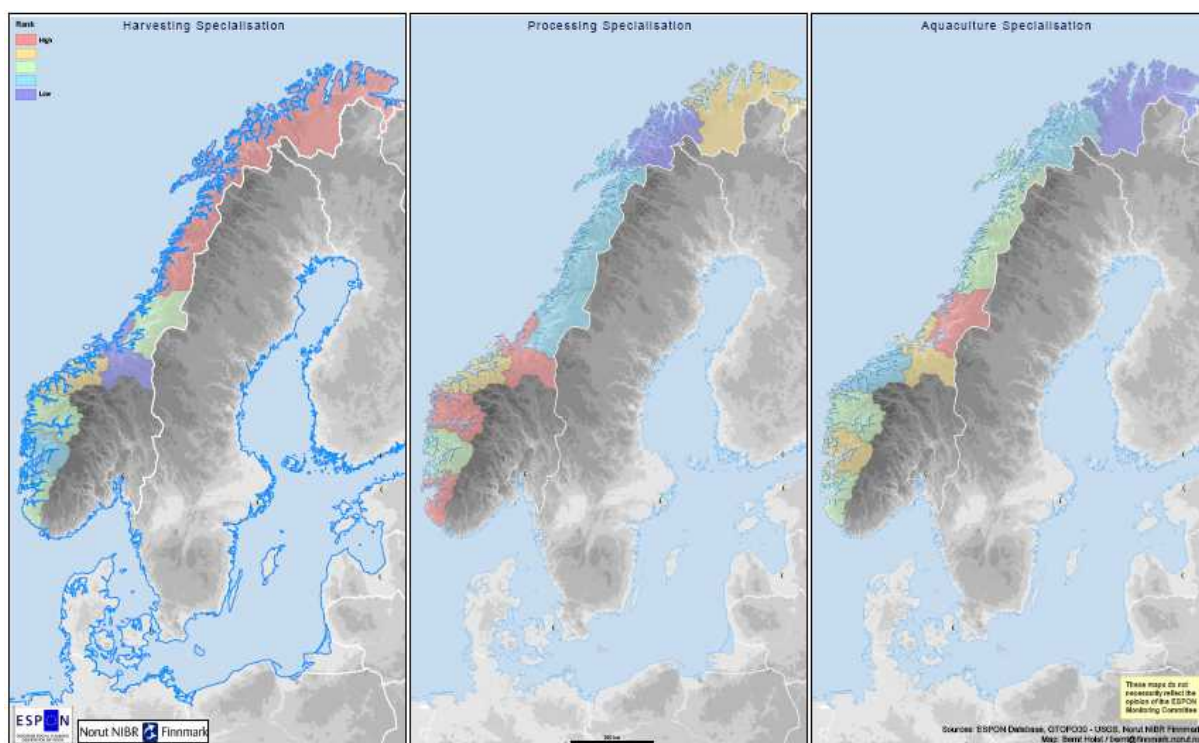 Harvesting Specialisation
Processing Specialisation
Aquaculture Specialisation
Rank
High
Low
ESPON
Norut NIBR Finnmark
These maps do not
necessarily reflect the
opinion of the ESPON
Monitoring Committee
Sources: ESPON Database, GTOPO30 - USGS, Norut NIBR Finnmark